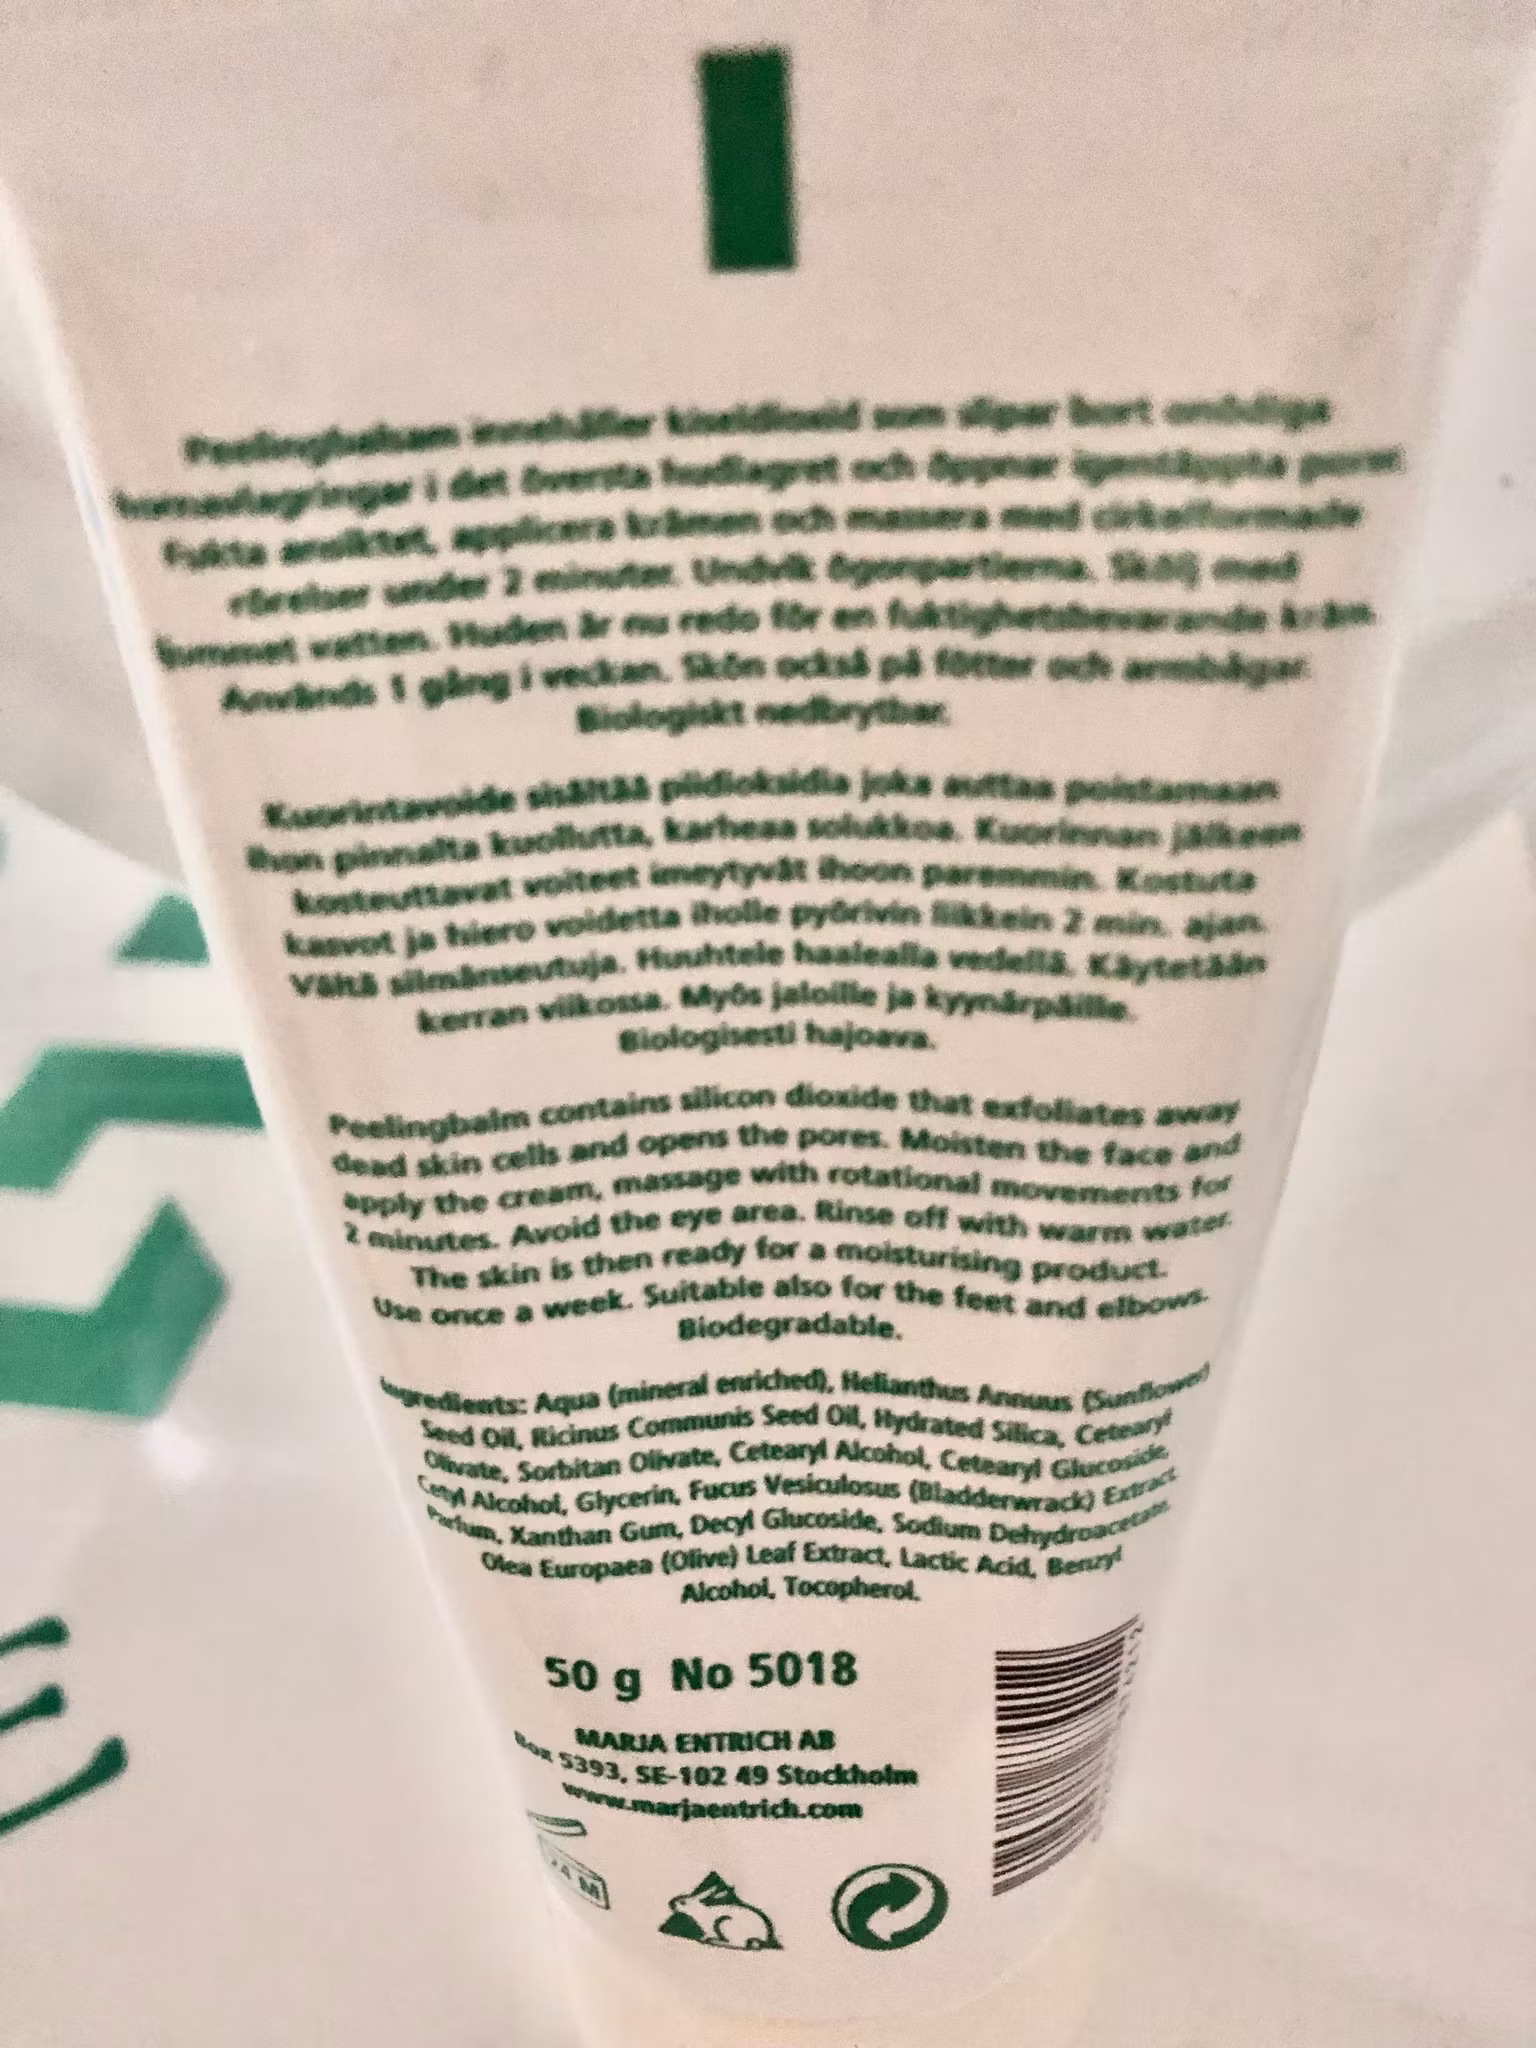 Peelingbalsam innehåller kiseldioxid som slipar bort onödiga
hornavlagringar i det översta hudlagret och öppnar igentäppta porer.
Fukta ansiktet, applicera krämen och massera med cirkelformade
rörelser under 2 minuter. Undvik ögonpartierna. Skölj med
ljummet vatten. Huden är nu redo för en fuktighetsbevarande kräm.
Används 1 gång i veckan. Skön också på fötter och armbågar.
Biologiskt nedbrytbar.
Kuorintavoide sisältää piidioksidia joka auttaa poistamaan
ihon pinnalta kuollutta, karheaa solukkoa. Kuorinnan jälkeen
kosteuttavat voiteet imeytyvät ihoon paremmin. Kostuta
kasvot ja hiero voidetta iholle pyörivin liikkein 2 min. ajan.
Vältä silmänseutuja. Huuhtele haalealla vedellä. Käytetään
kerran viikossa. Myös jaloille ja kyynärpäille.
Biologisesti hajoava.
Peelingbalm contains silicon dioxide that exfoliates away
dead skin cells and opens the pores. Moisten the face and
apply the cream, massage with rotational movements for
2 minutes. Avoid the eye area. Rinse off with warm water.
The skin is then ready for a moisturising product.
Use once a week. Suitable also for the feet and elbows.
Biodegradable.
Ingredients: Aqua (mineral enriched), Helianthus Annuus (Sunflower)
Seed Oil, Ricinus Communis Seed Oil, Hydrated Silica, Cetearyl
Olivate, Sorbitan Olivate, Cetearyl Alcohol, Cetearyl Glucoside,
Cetyl Alcohol, Glycerin, Fucus Vesiculosus (Bladderwrack) Extract,
Parfum, Xanthan Gum, Decyl Glucoside, Sodium Dehydroacetate,
Olea Europaea (Olive) Leaf Extract, Lactic Acid, Benzyl
Alcohol, Tocopherol.
50 g No 5018
MARJA ENTRICH AB
Box 5393, SE-102 49 Stockholm
www.marjaentrich.com
24 M